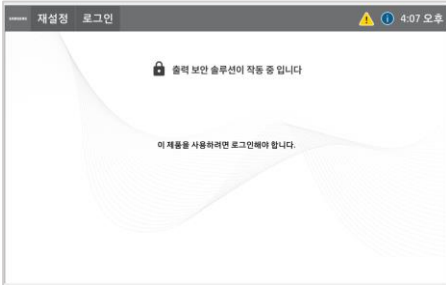 재설정 로그인 4:07 오후
출력 보안 솔루션이 작동 중 입니다
이 제품을 사용하려면 로그인해야 합니다.